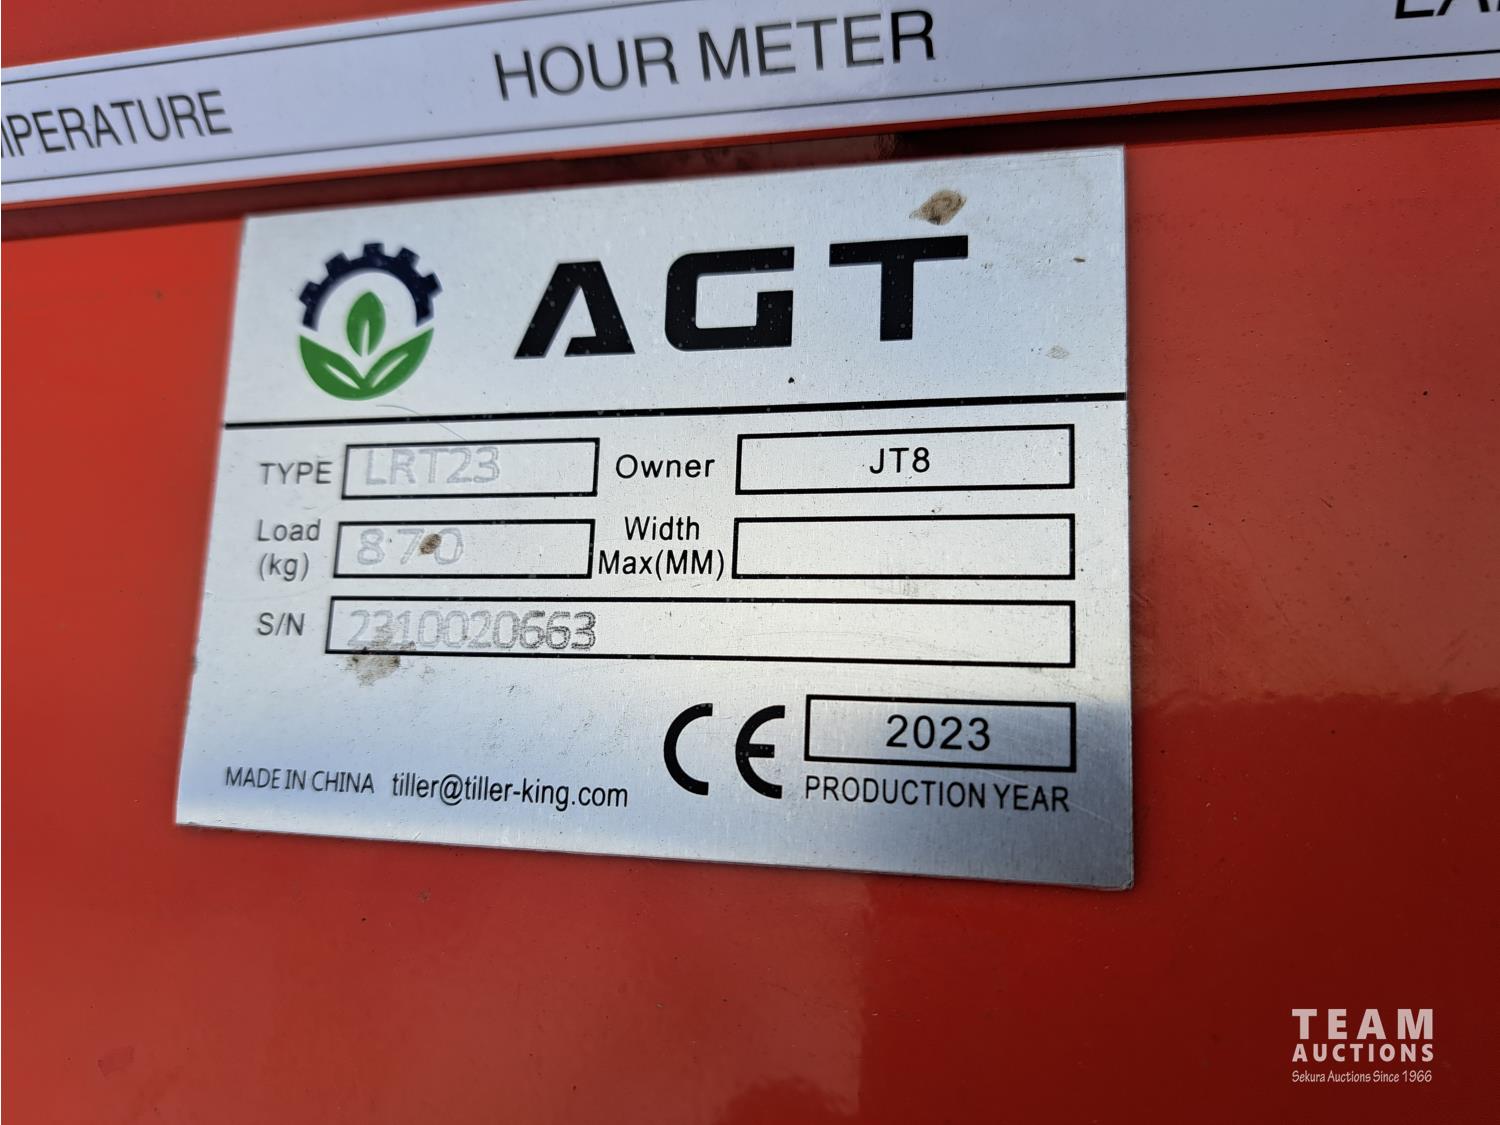 HOUR METER
AGT
TYPE LRT23 Owner JT8
Load (kg) 870 Width Max(MM)
S/N 2310020663
CE 2023
MADE IN CHINA tiller@tiller-king.com PRODUCTION YEAR
TEAM
AUCTIONS
Sekura Auctions Since 1966